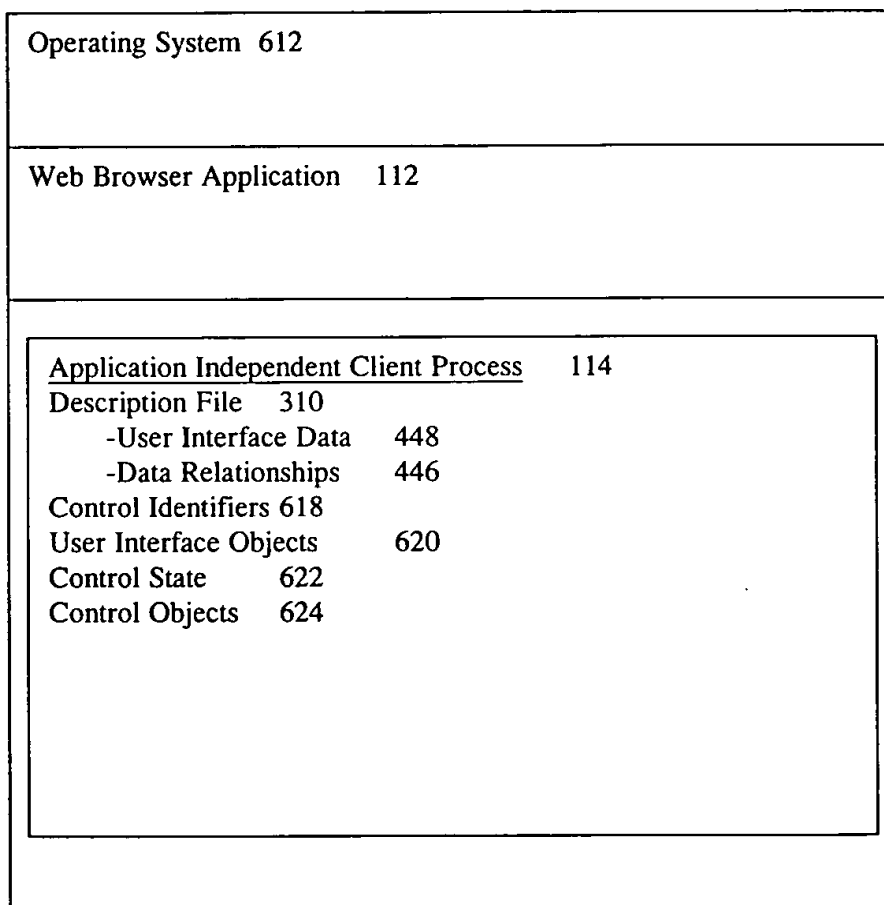 Operating System 612
Web Browser Application 112
Application Independent Client Process 114
Description File 310
-User Interface Data 448
-Data Relationships 446
Control Identifiers 618
User Interface Objects 620
Control State 622
Control Objects 624